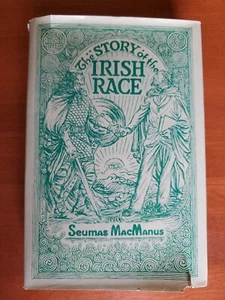 The STORY of the
IRISH
RACE
Seumas MacManus